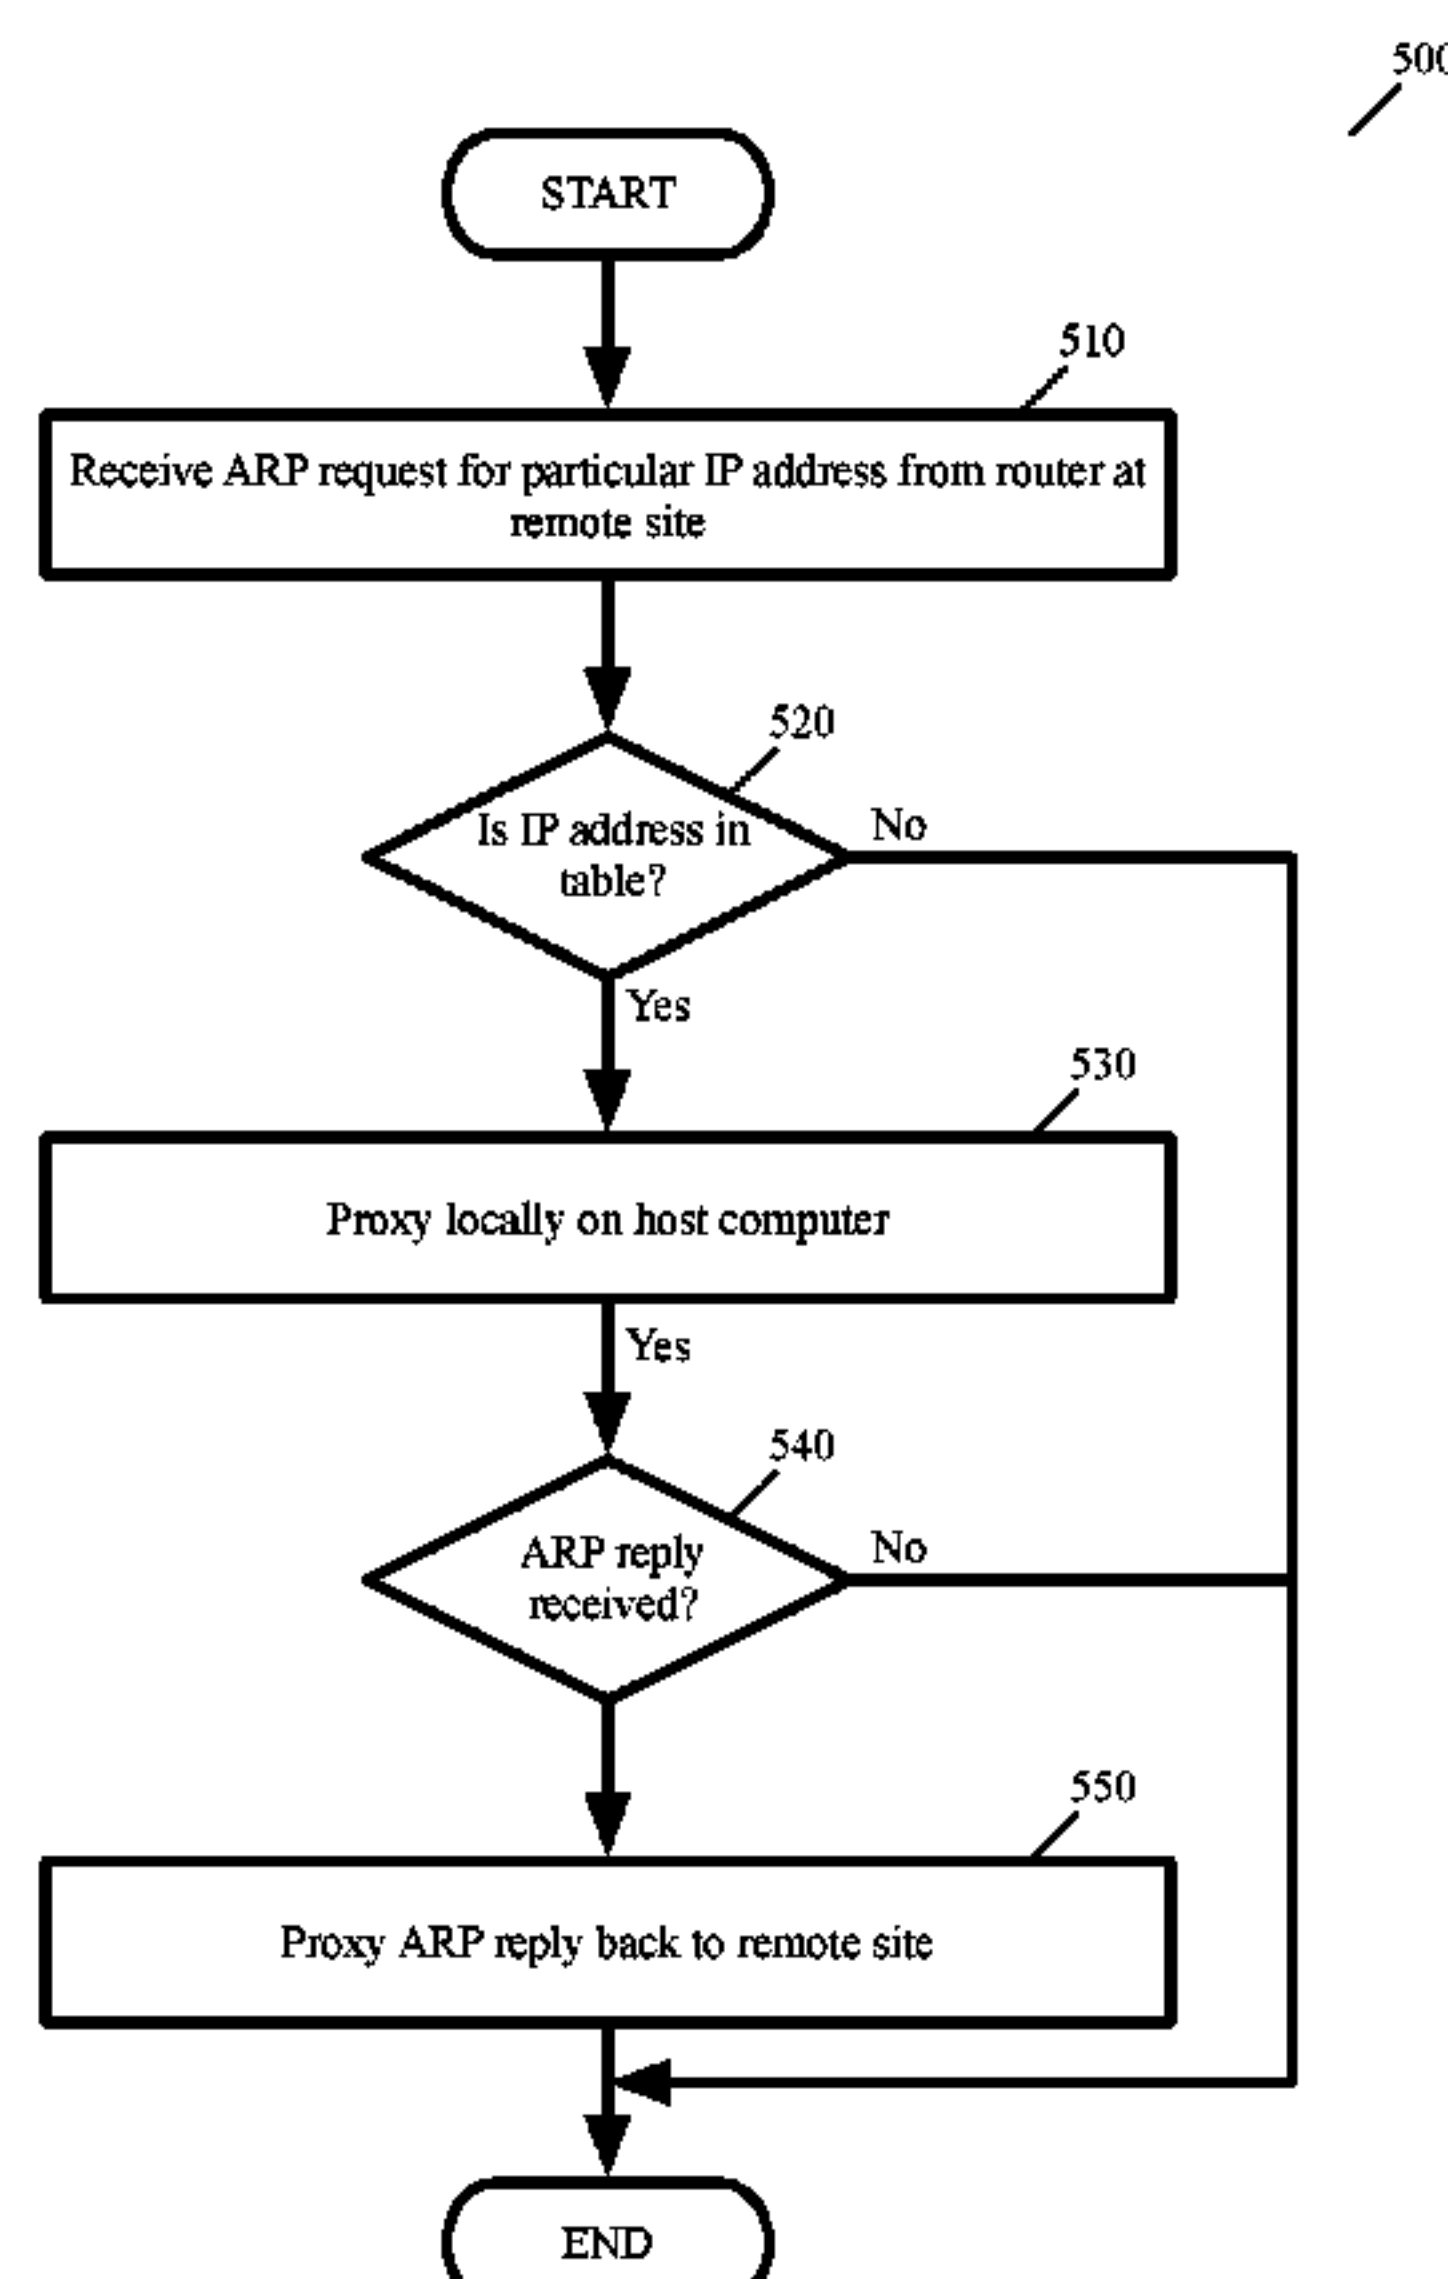 500
START
510
Receive ARP request for particular IP address from router at
remote site
520
Is IP address in
table?
No
Yes
530
Proxy locally on host computer
Yes
540
ARP reply
received?
No
550
Proxy ARP reply back to remote site
END